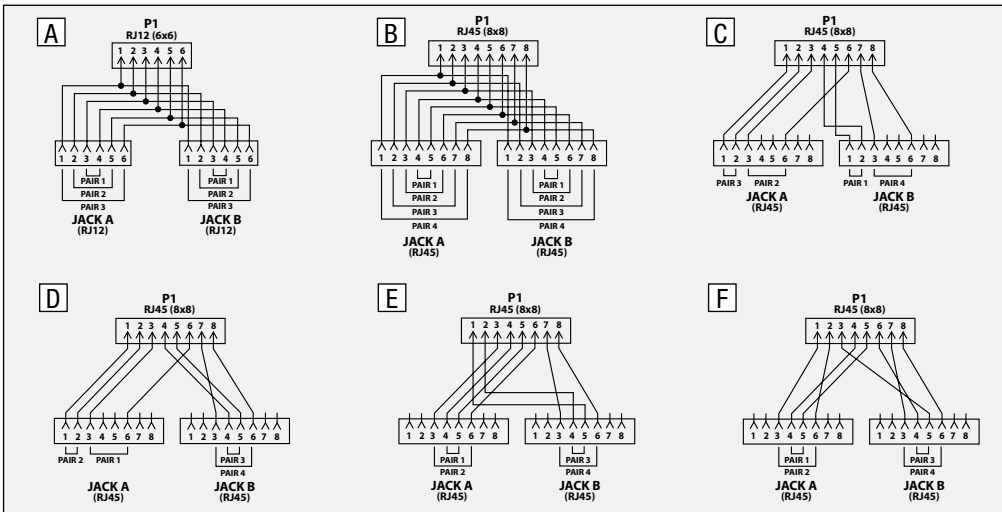 A
P1
RJ12 (6x6)
1 2 3 4 5 6
1 2 3 4 5 6
1 2 3 4 5 6
PAIR 1
PAIR 2
PAIR 3
PAIR 1
PAIR 2
PAIR 3
JACK A
(RJ12)
JACK B
(RJ12)
B
P1
RJ45 (8x8)
1 2 3 4 5 6 7 8
1 2 3 4 5 6 7 8
1 2 3 4 5 6 7 8
PAIR 1
PAIR 2
PAIR 3
PAIR 4
PAIR 1
PAIR 2
PAIR 3
PAIR 4
JACK A
(RJ45)
JACK B
(RJ45)
C
P1
RJ45 (8x8)
1 2 3 4 5 6 7 8
1 2 3 4 5 6 7 8
1 2 3 4 5 6 7 8
PAIR 3
PAIR 2
PAIR 1
PAIR 4
JACK A
(RJ45)
JACK B
(RJ45)
D
P1
RJ45 (8x8)
1 2 3 4 5 6 7 8
1 2 3 4 5 6 7 8
1 2 3 4 5 6 7 8
PAIR 2
PAIR 1
PAIR 3
PAIR 4
JACK A
(RJ45)
JACK B
(RJ45)
E
P1
RJ45 (8x8)
1 2 3 4 5 6 7 8
1 2 3 4 5 6 7 8
1 2 3 4 5 6 7 8
PAIR 1
PAIR 2
PAIR 3
PAIR 4
JACK A
(RJ45)
JACK B
(RJ45)
F
P1
RJ45 (8x8)
1 2 3 4 5 6 7 8
1 2 3 4 5 6 7 8
1 2 3 4 5 6 7 8
PAIR 1
PAIR 2
PAIR 3
PAIR 4
JACK A
(RJ45)
JACK B
(RJ45)